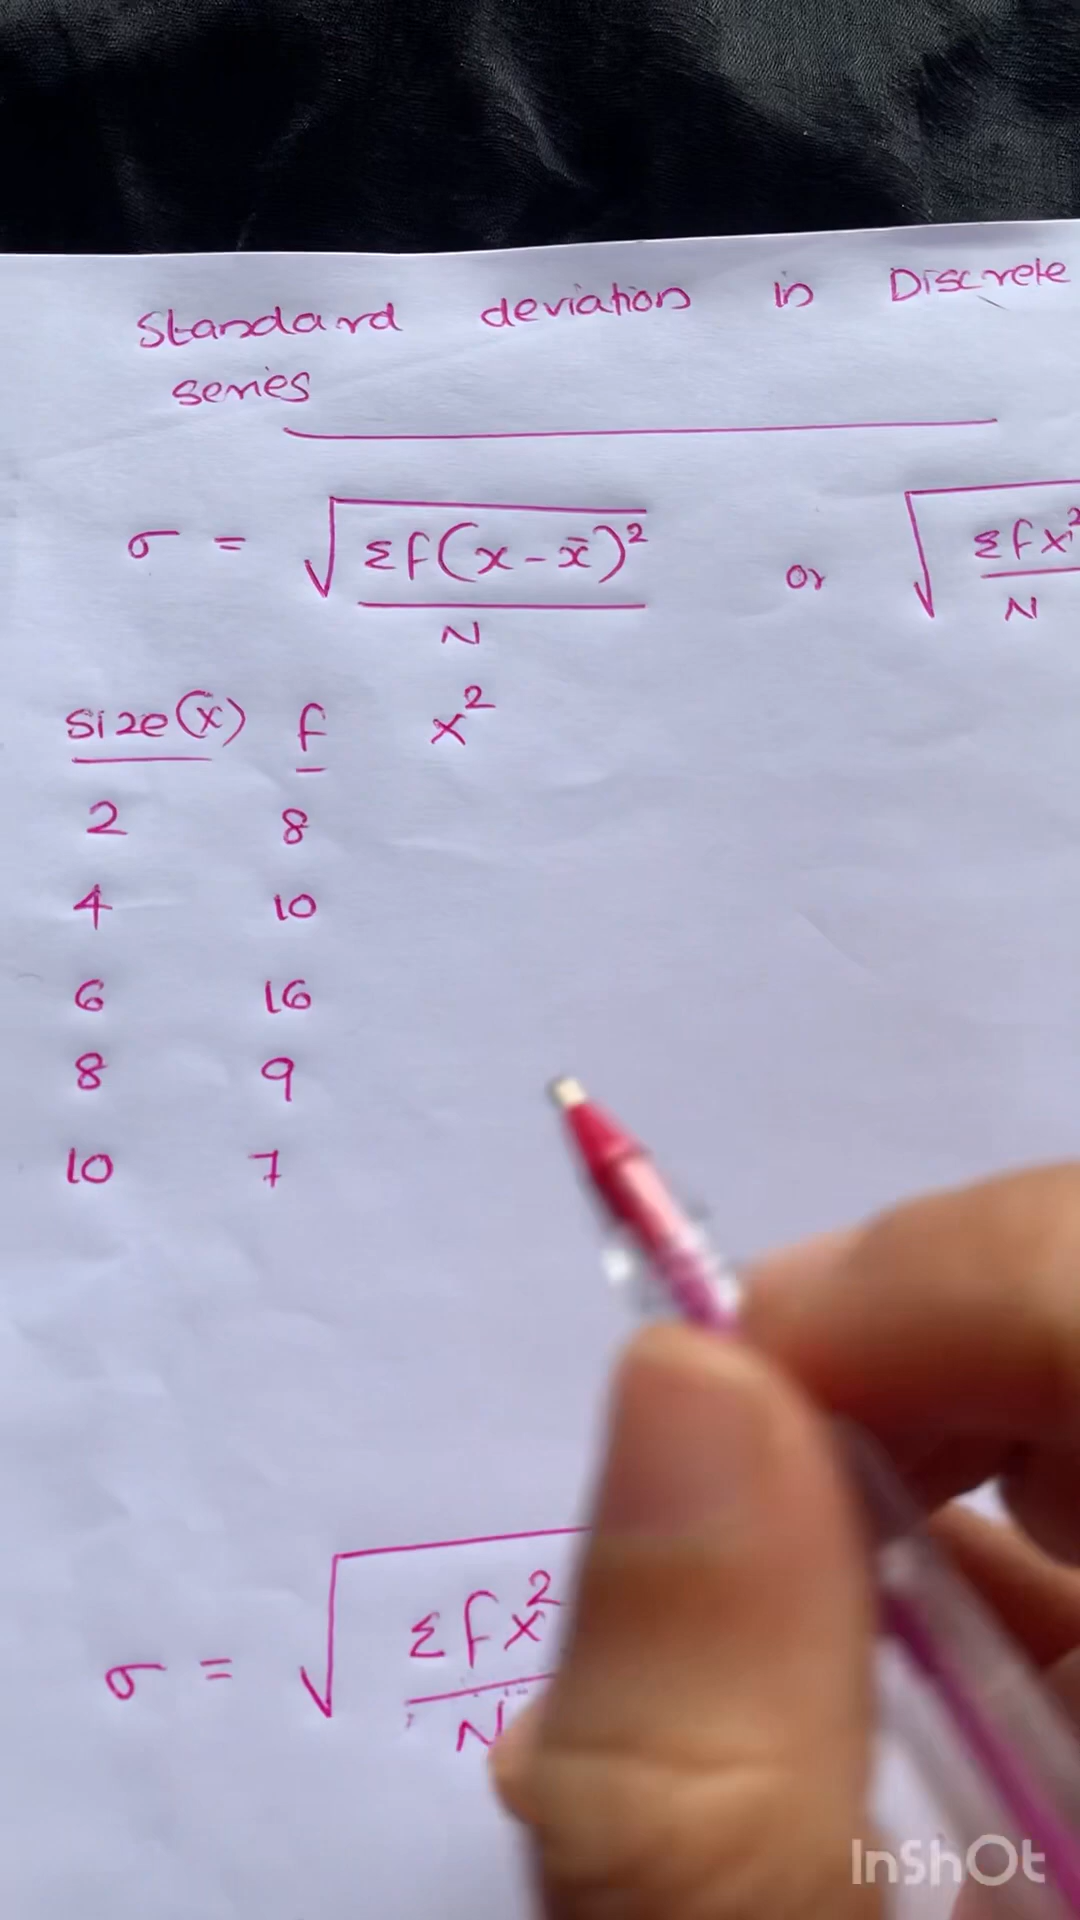 Standard deviation in Discrete
series
σ = √Σf(x-x̄)²/N or √Σfx²/N
Size(x) f x²
2 8
4 10
6 16
8 9
10 7
σ = √Σfx²/N
InShOt